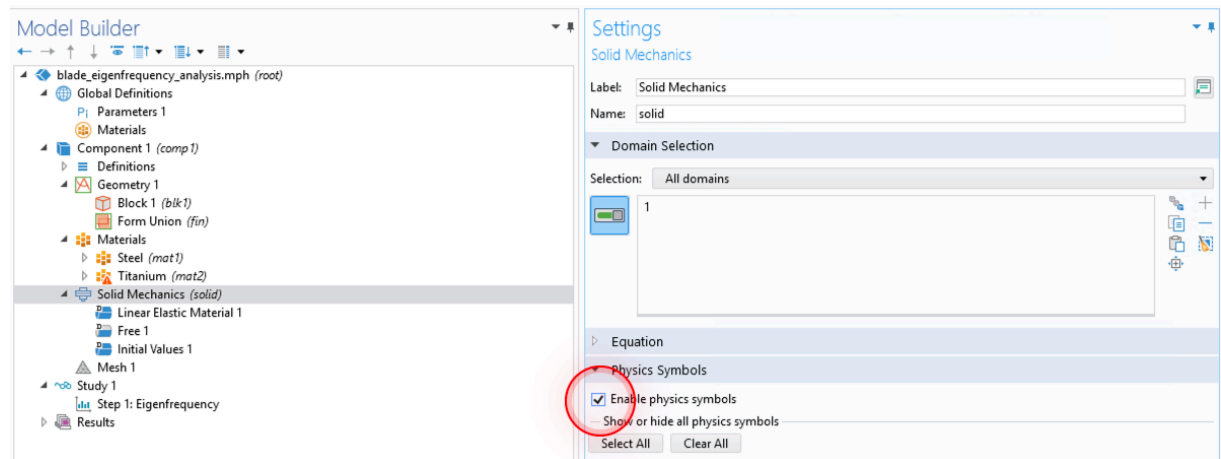 Model Builder
blade_eigenfrequency_analysis.mph (root)
Global Definitions
Pi Parameters 1
Materials
Component 1 (comp1)
Definitions
Geometry 1
Block 1 (blk1)
Form Union (fin)
Materials
Steel (mat1)
Titanium (mat2)
Solid Mechanics (solid)
Linear Elastic Material 1
Free 1
Initial Values 1
Mesh 1
Study 1
Step 1: Eigenfrequency
Results
Settings
Solid Mechanics
Label: Solid Mechanics
Name: solid
Domain Selection
Selection: All domains
1
Equation
Physics Symbols
Enable physics symbols
Show or hide all physics symbols
Select All Clear All